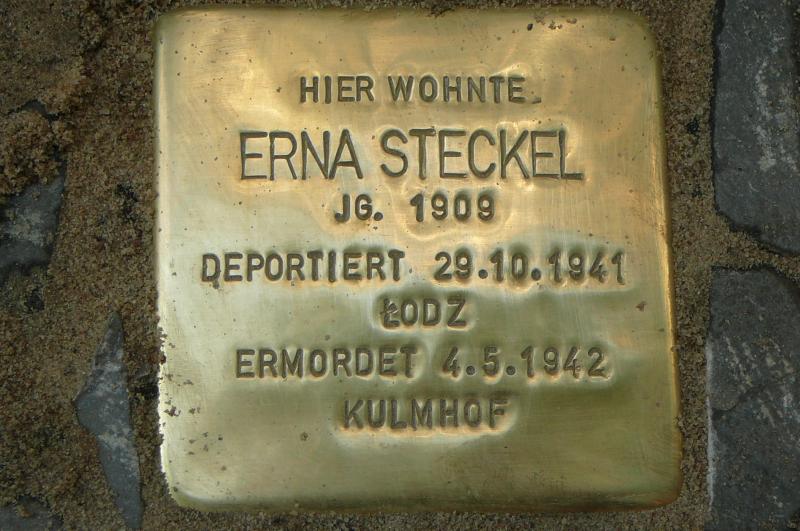 HIER WOHNTE
ERNA STECKEL
JG. 1909
DEPORTIERT 29.10.1941
ŁODZ
ERMORDET 4.5.1942
KULMHOF